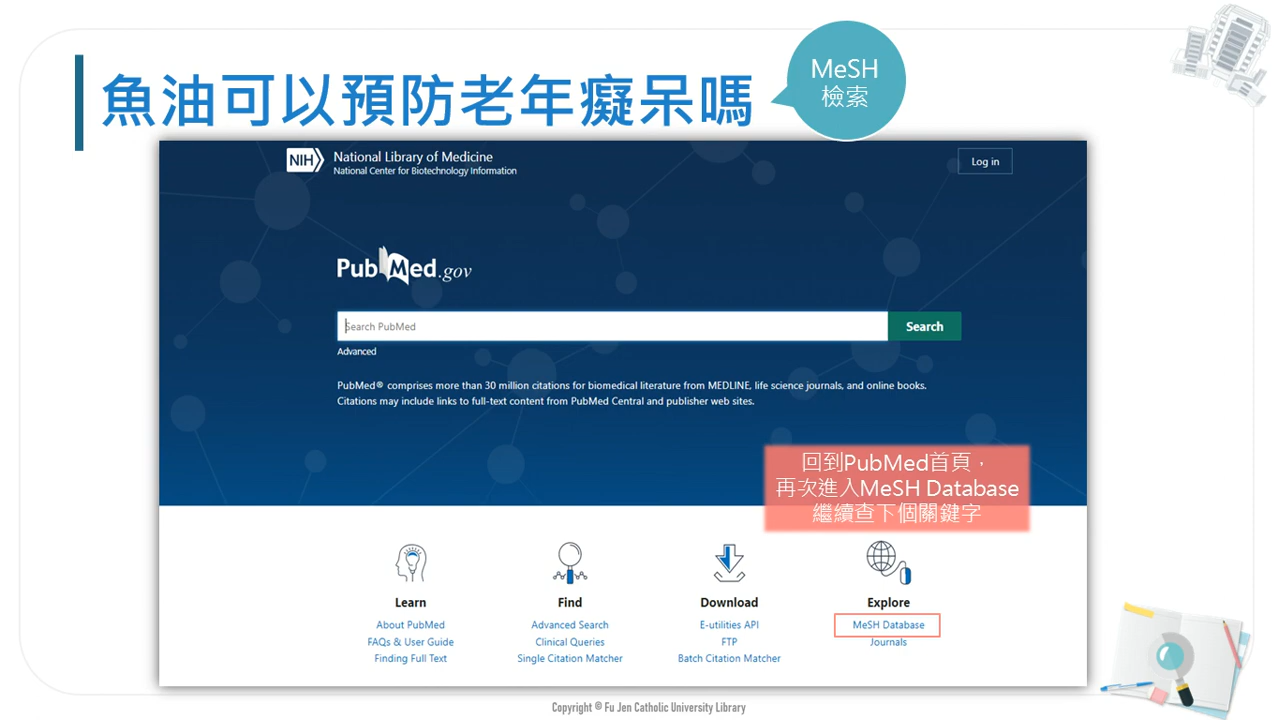 魚油可以預防老年癡呆嗎
MeSH
檢索
NIH
National Library of Medicine
National Center for Biotechnology Information
Log in
PubMed.gov
Search PubMed
Search
Advanced
PubMed® comprises more than 30 million citations for biomedical literature from MEDLINE, life science journals, and online books.
Citations may include links to full-text content from PubMed Central and publisher web sites.
回到PubMed首頁，
再次進入MeSH Database
繼續查下個關鍵字
Learn
About PubMed
FAQs & User Guide
Finding Full Text
Find
Advanced Search
Clinical Queries
Single Citation Matcher
Download
E-utilities API
FTP
Batch Citation Matcher
Explore
MeSH Database
Journals
Copyright © Fu Jen Catholic University Library